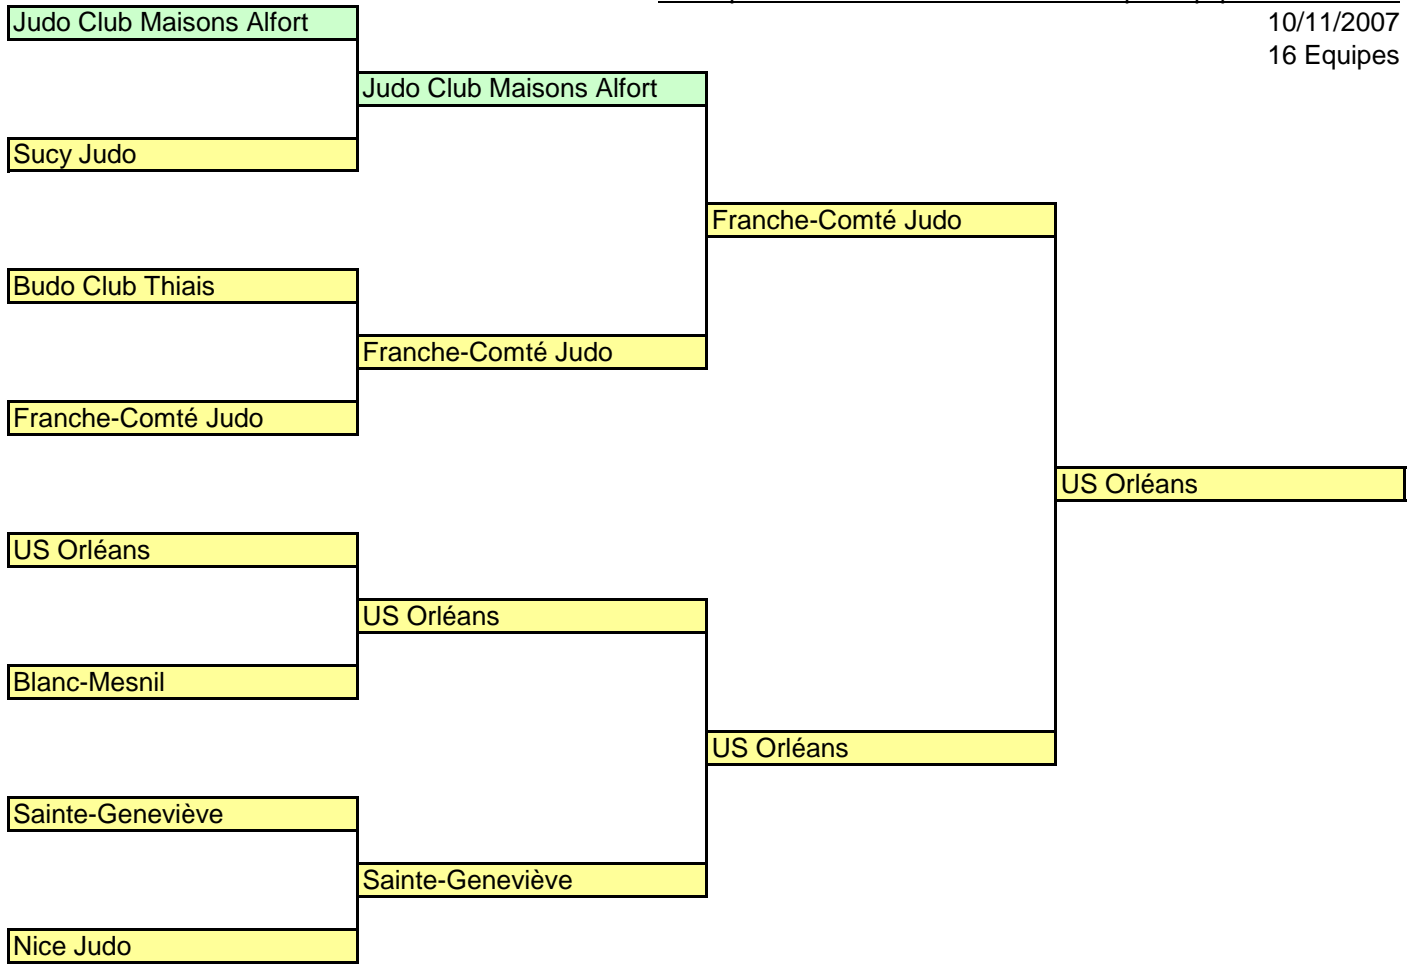 Judo Club Maisons Alfort
10/11/2007
16 Equipes
Judo Club Maisons Alfort
Sucy Judo
Franche-Comté Judo
Budo Club Thiais
Franche-Comté Judo
Franche-Comté Judo
US Orléans
US Orléans
US Orléans
Blanc-Mesnil
US Orléans
Sainte-Geneviève
Sainte-Geneviève
Nice Judo